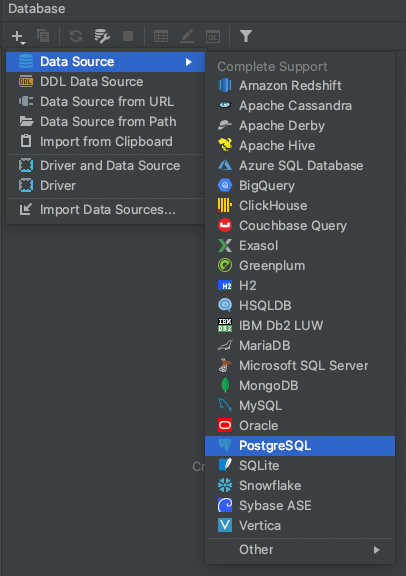 Database
Data Source
DDL Data Source
Data Source from URL
Data Source from Path
Import from Clipboard
Driver and Data Source
Driver
Import Data Sources...
Complete Support
Amazon Redshift
Apache Cassandra
Apache Derby
Apache Hive
Azure SQL Database
BigQuery
ClickHouse
Couchbase Query
Exasol
Greenplum
H2
HSQLDB
IBM Db2 LUW
MariaDB
Microsoft SQL Server
MongoDB
MySQL
Oracle
PostgreSQL
SQLite
Snowflake
Sybase ASE
Vertica
Other